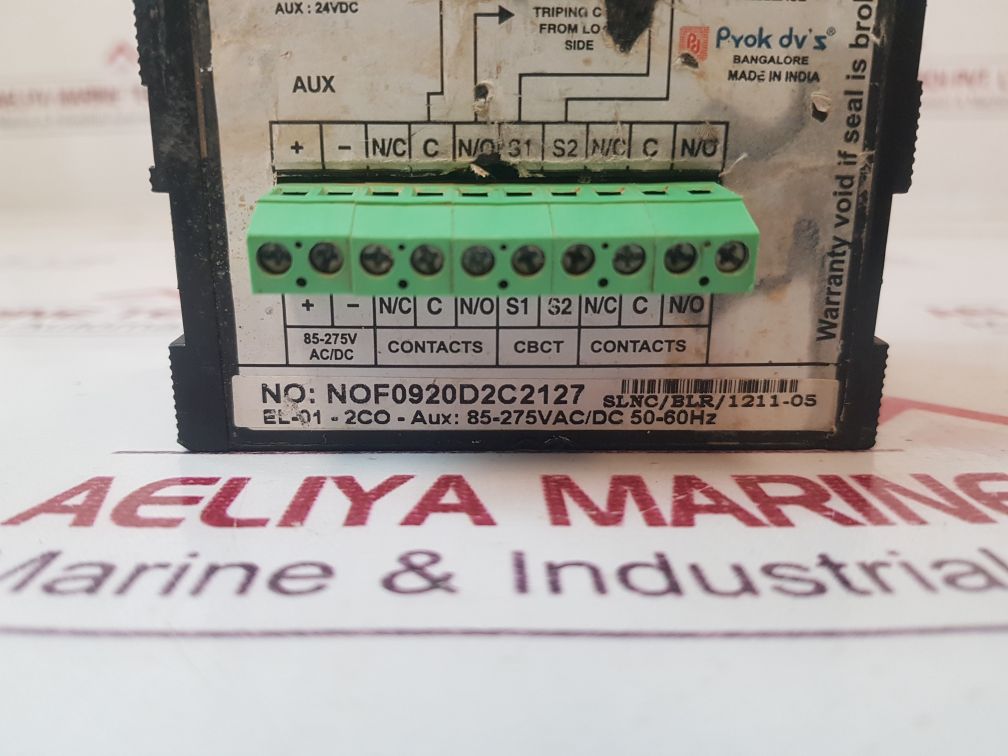 AUX : 24VDC
TRIPING
FROM LO
SIDE
Pyok dv's®
BANGALORE
MADE IN INDIA
AUX
+ − N/C C N/O S1 S2 N/C C N/O
+ − N/C C N/O S1 S2 N/C C N/O
85-275V
AC/DC
CONTACTS CBCT CONTACTS
Warranty void if seal is
NO: NOF0920D2C2127
SLNC/BLR/1211-05
EL-01 - 2CO - Aux: 85-275VAC/DC 50-60Hz
AELIYA MARINE
Marine & Industrial